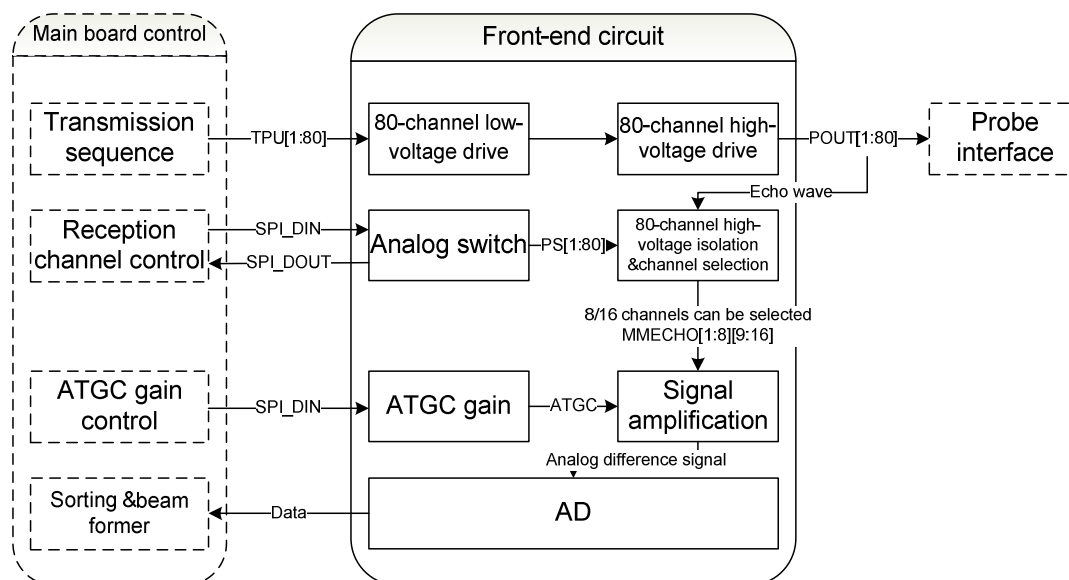 Main board control
Front-end circuit
Transmission
sequence
TPU[1:80]
80-channel low-
voltage drive
80-channel high-
voltage drive
POUT[1:80]
Probe
interface
Echo wave
Reception
channel control
SPI_DIN
SPI_DOUT
Analog switch
PS[1:80]
80-channel high-
voltage isolation
&channel selection
8/16 channels can be selected
MMECHO[1:8][9:16]
ATGC gain
control
SPI_DIN
ATGC gain
ATGC
Signal
amplification
Analog difference signal
Sorting &beam
former
Data
AD